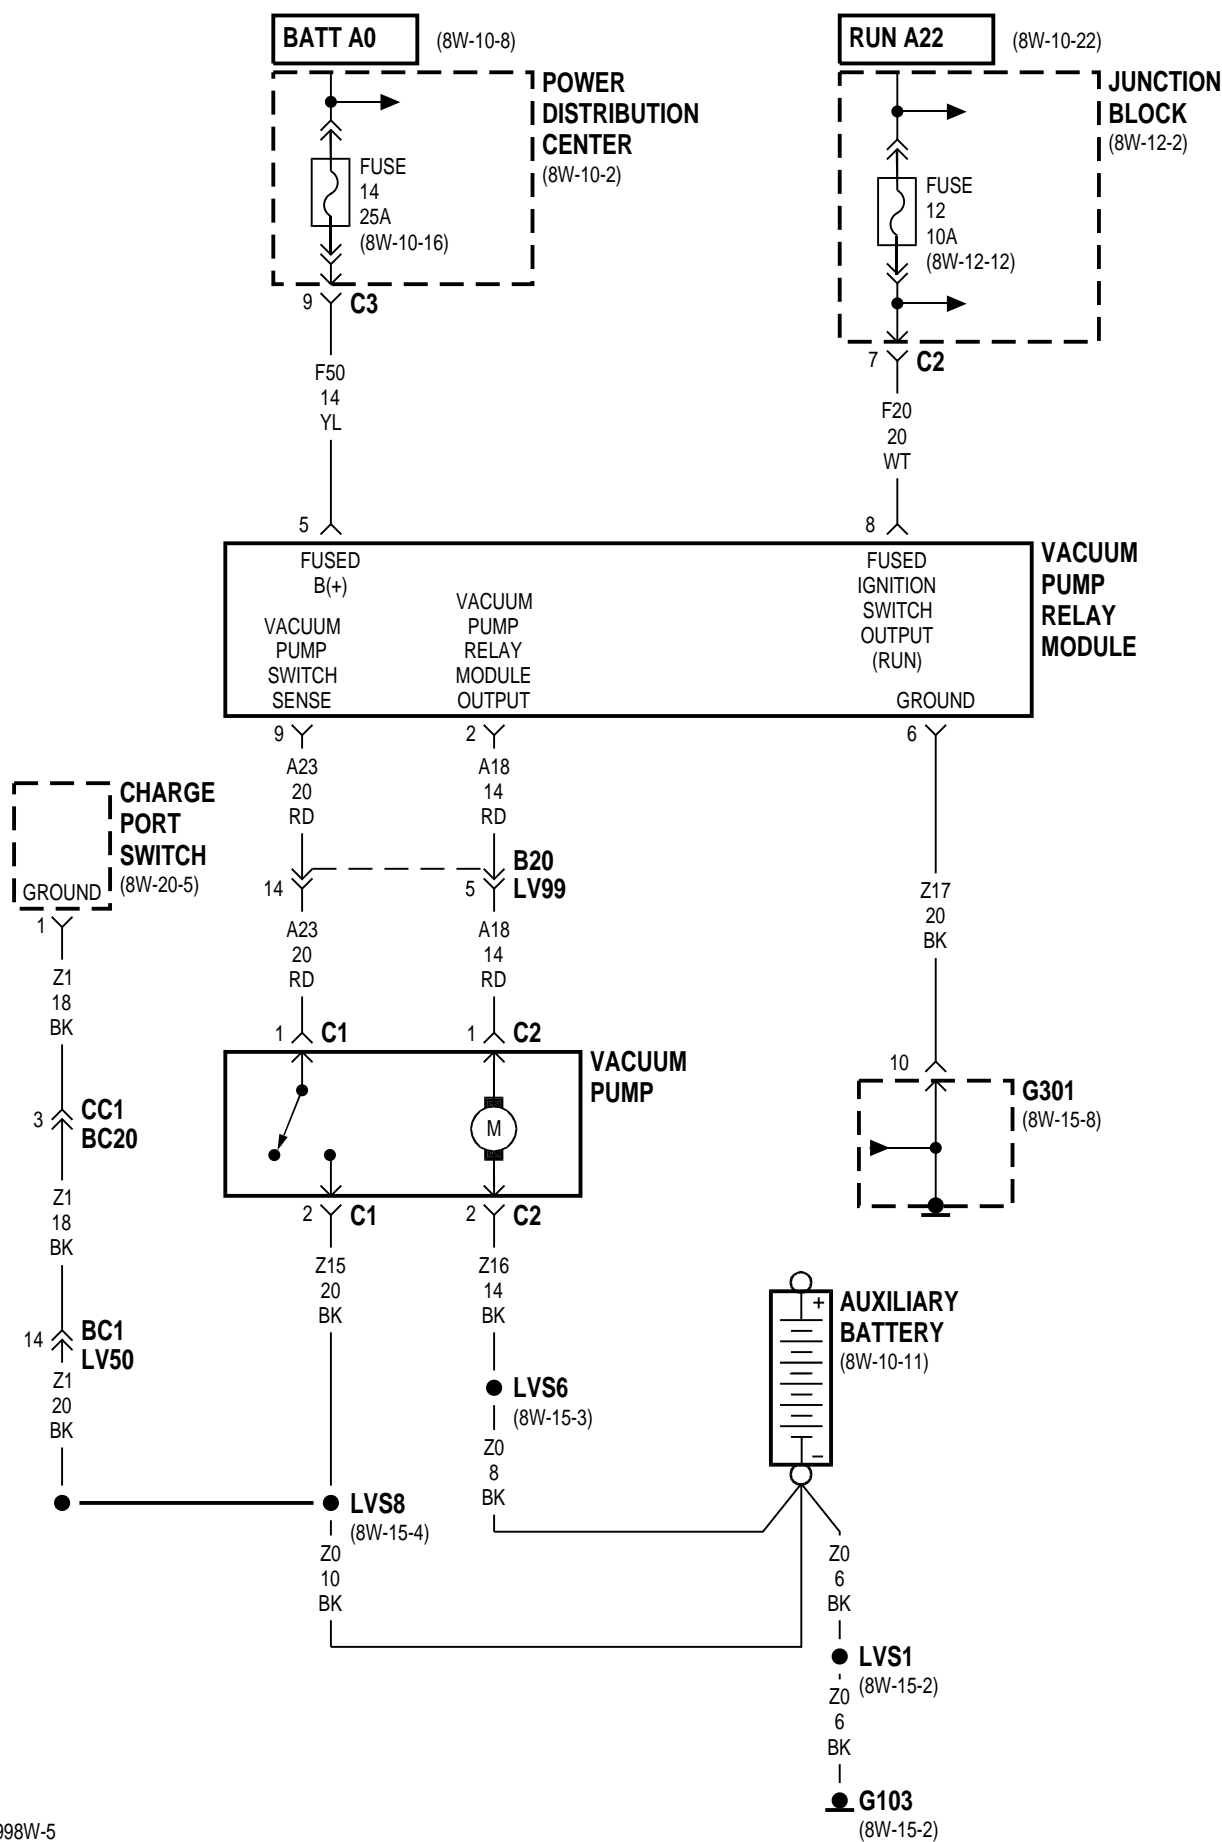 BATT A0
(8W-10-8)
RUN A22
(8W-10-22)
POWER
DISTRIBUTION
CENTER
(8W-10-2)
JUNCTION
BLOCK
(8W-12-2)
FUSE
14
25A
(8W-10-16)
FUSE
12
10A
(8W-12-12)
9
C3
7
C2
F50
14
YL
F20
20
WT
5
8
FUSED
B(+)
FUSED
IGNITION
SWITCH
OUTPUT
(RUN)
VACUUM
PUMP
RELAY
MODULE
VACUUM
PUMP
SWITCH
SENSE
VACUUM
PUMP
RELAY
MODULE
OUTPUT
GROUND
9
2
6
A23
20
RD
A18
14
RD
CHARGE
PORT
SWITCH
(8W-20-5)
GROUND
1
14
5
B20
LV99
Z17
20
BK
A23
20
RD
A18
14
RD
Z1
18
BK
1
C1
1
C2
VACUUM
PUMP
M
10
G301
(8W-15-8)
3
CC1
BC20
Z1
18
BK
2
C1
2
C2
Z15
20
BK
Z16
14
BK
14
BC1
LV50
Z1
20
BK
+
–
AUXILIARY
BATTERY
(8W-10-11)
LVS6
(8W-15-3)
Z0
8
BK
LVS8
(8W-15-4)
Z0
10
BK
Z0
6
BK
LVS1
(8W-15-2)
Z0
6
BK
G103
(8W-15-2)
998W-5